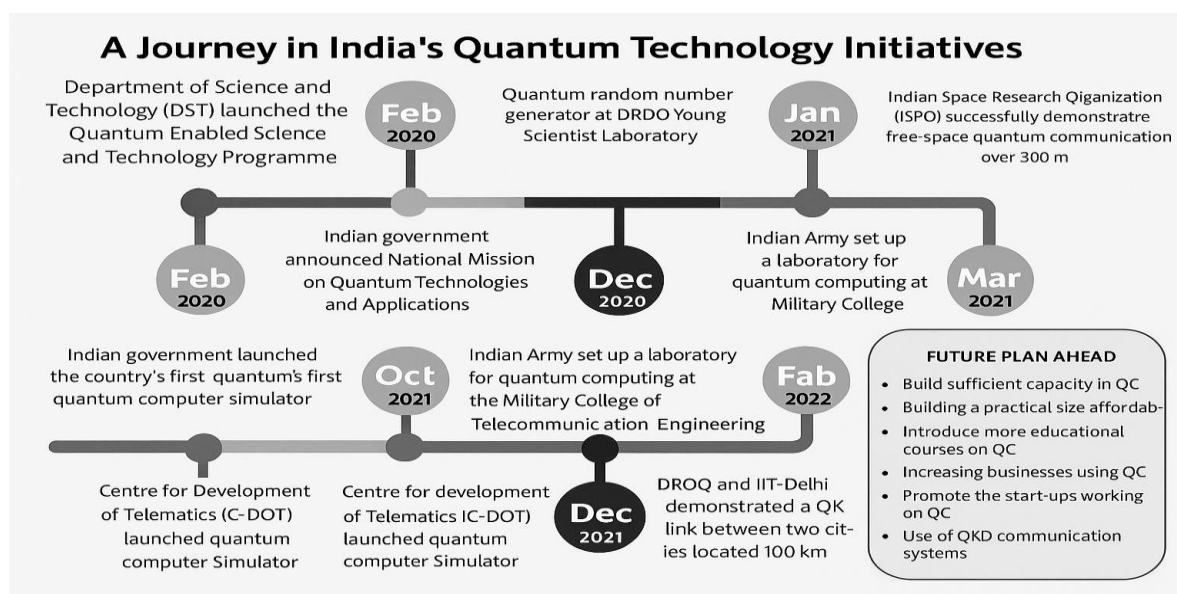 A Journey in India's Quantum Technology Initiatives
Department of Science and
Technology (DST) launched the
Quantum Enabled Sclence
and Technology Programme
Feb
2020
Quantum random number
generator at DRDO Young
Scientist Laboratory
Jan
2021
Indian Space Research Qiganization
(ISPO) successfully demonstratre
free-space quantum communication
over 300 m
Feb
2020
Indian government
announced National Mission
on Quantum Technologies
and Applications
Dec
2020
Indian Army set up
a laboratory for
quantum computing at
Military College
Mar
2021
Indian government launched
the country's first quantum's first
quantum computer simulator
Oct
2021
Indian Army set up a laboratory
for quantum computing at
the Military College of
Telecommunic ation Engineering
Fab
2022
Centre for Development
of Telematics (C-DOT)
launched quantum
computer Simulator
Centre for development
of Telematics IC-DOT)
launched quantum
computer Simulator
Dec
2021
DROQ and IIT-Delhi
demonstrated a QK
link between two cit-
ies located 100 km
FUTURE PLAN AHEAD
• Build sufficient capacity in QC
• Building a practical size affordab-
• Introduce more educational
courses on QC
• Increasing businesses using QC
• Promote the start-ups working
on QC
• Use of QKD communication
systems